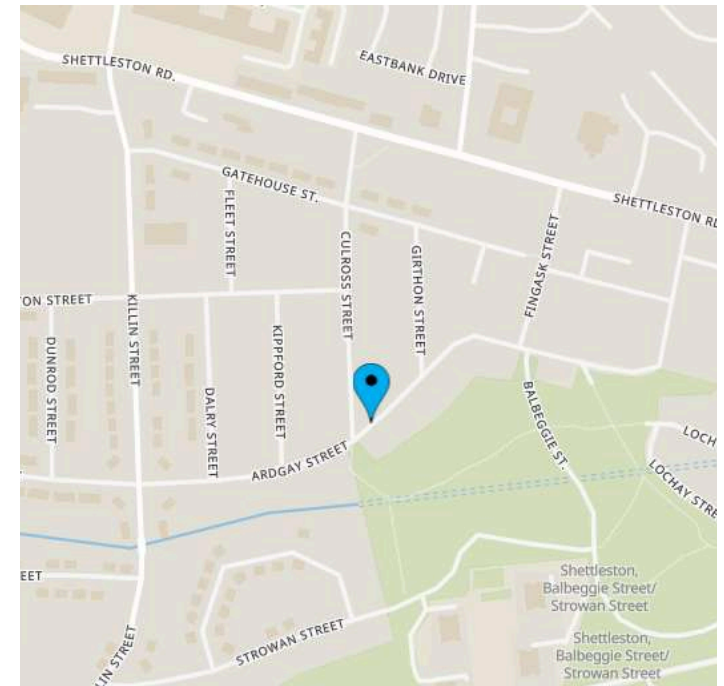 SHETTLESTON RD.
EASTBANK DRIVE
GATEHOUSE ST.
FLEET STREET
SHETTLESTON RD
CULROSS STREET
GIRTHON STREET
FINGASK STREET
ON STREET
KILLIN STREET
DUNROD STREET
KIPPFORD STREET
DALRY STREET
BALBEGGIE ST.
ARDGAY STREET
LOCH
LOCHAY STRE
EET
Shettleston,
Balbeggie Street/
Strowan Street
STROWAN STREET
LIN STREET
Shettleston,
Balbeggie Street/
Strowan Street